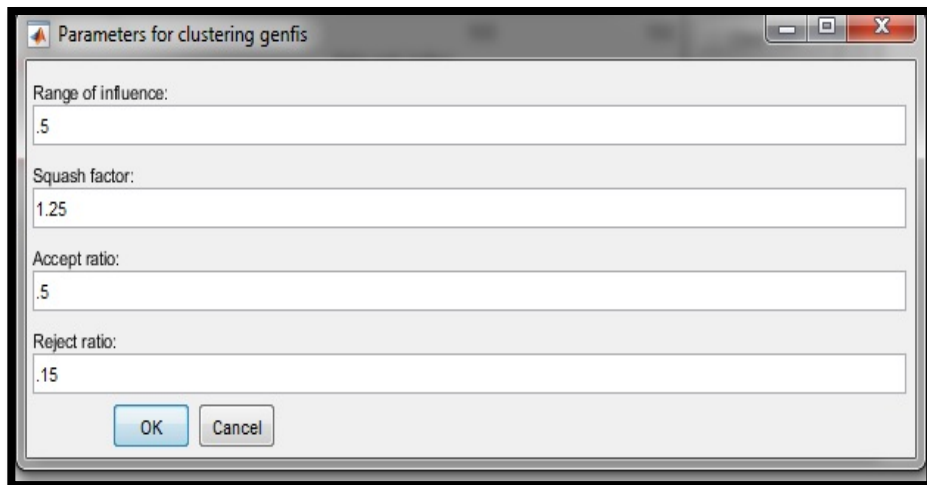 Parameters for clustering genfis
Range of influence:
.5
Squash factor:
1.25
Accept ratio:
.5
Reject ratio:
.15
OK Cancel